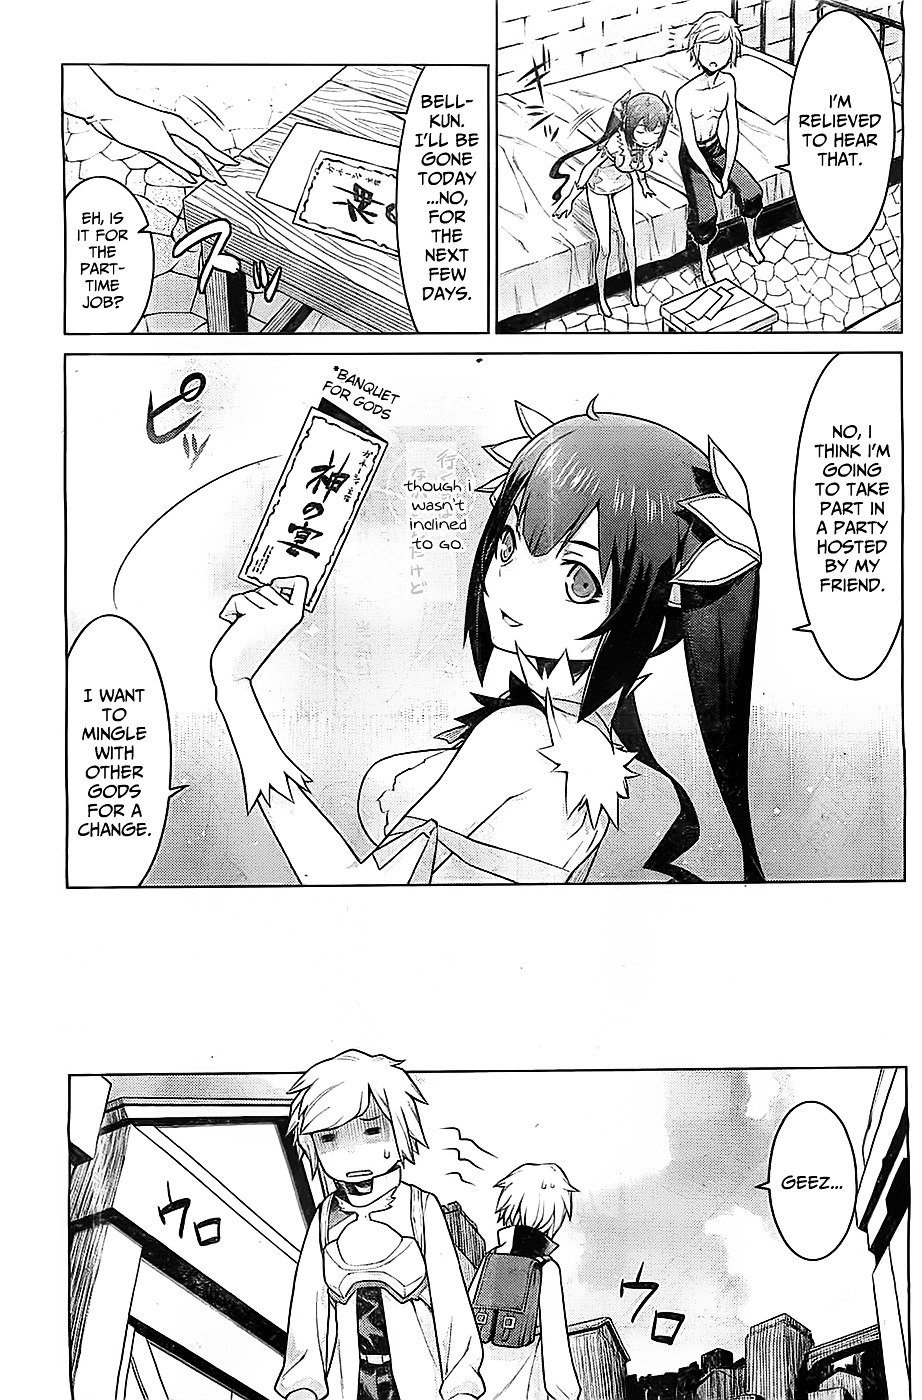 I'M
RELIEVED
TO HEAR
THAT.
BELL-
KUN.
I'LL BE
GONE
TODAY
...NO,
FOR
THE
NEXT
FEW
DAYS.
EH, IS
IT FOR
THE
PART-
TIME
JOB?
NO, I
THINK I'M
GOING
TO TAKE
PART IN
A PARTY
HOSTED
BY MY
FRIEND.
though i
wasn't
inclined
to go.
*BANQUET
FOR GODS
神の宴
ピ
I WANT
TO
MINGLE
WITH
OTHER
GODS
FOR A
CHANGE.
GEEZ...
ウロ
ウロ